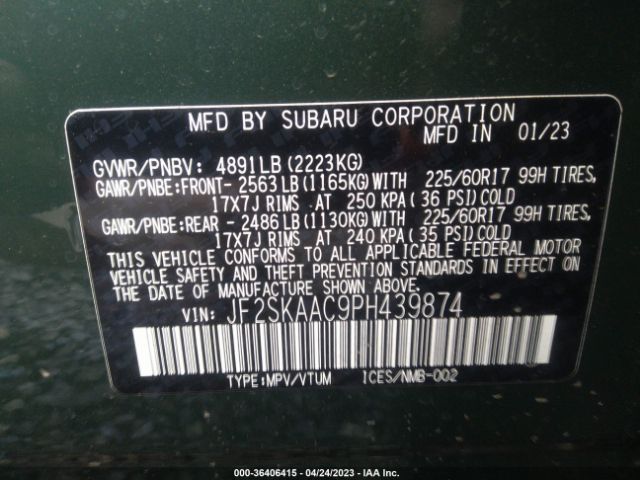 MFD BY SUBARU CORPORATION
MFD IN 01/23
GVWR/PNBV: 4891LB (2223KG)
GAWR/PNBE:FRONT- 2563LB (1165KG) WITH 225/60R17 99H TIRES,
17X7J RIMS AT 250 KPA ( 36 PSI) COLD
GAWR/PNBE:REAR - 2486LB (1130KG) WITH 225/60R17 99H TIRES,
17X7J RIMS AT 240 KPA ( 35 PSI) COLD
THIS VEHICLE CONFORMS TO ALL APPLICABLE FEDERAL MOTOR
VEHICLE SAFETY AND THEFT PREVENTION STANDARDS IN EFFECT ON
THE DATE OF MANUFACTURE SHOWN ABOVE.
VIN: JF2SKAAC9PH439874
TYPE:MPV/VTUM ICES/NMB-002
000-36406415 - 04/24/2023 - IAA Inc.